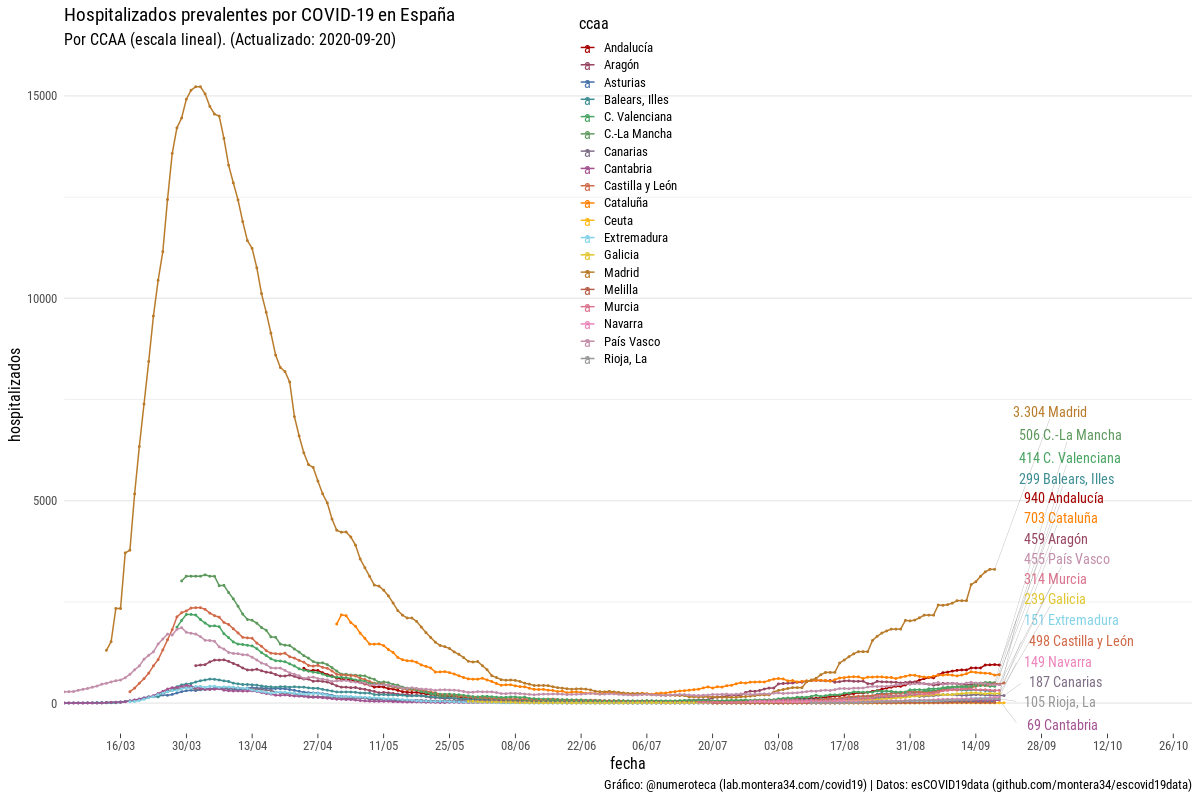 Hospitalizados prevalentes por COVID-19 en España
Por CCAA (escala lineal). (Actualizado: 2020-09-20)
ccaa
a Andalucía
a Aragón
a Asturias
a Balears, Illes
a C. Valenciana
a C.-La Mancha
a Canarias
a Cantabria
a Castilla y León
a Cataluña
a Ceuta
a Extremadura
a Galicia
a Madrid
a Melilla
a Murcia
a Navarra
a País Vasco
a Rioja, La
hospitalizados
15000
10000
5000
0
3.304 Madrid
506 C.-La Mancha
414 C. Valenciana
299 Balears, Illes
940 Andalucía
703 Cataluña
459 Aragón
455 País Vasco
314 Murcia
239 Galicia
151 Extremadura
498 Castilla y León
149 Navarra
187 Canarias
105 Rioja, La
69 Cantabria
16/03 30/03 13/04 27/04 11/05 25/05 08/06 22/06 06/07 20/07 03/08 17/08 31/08 14/09 28/09 12/10 26/10
fecha
Gráfico: @numeroteca (lab.montera34.com/covid19) | Datos: esCOVID19data (github.com/montera34/escovid19data)